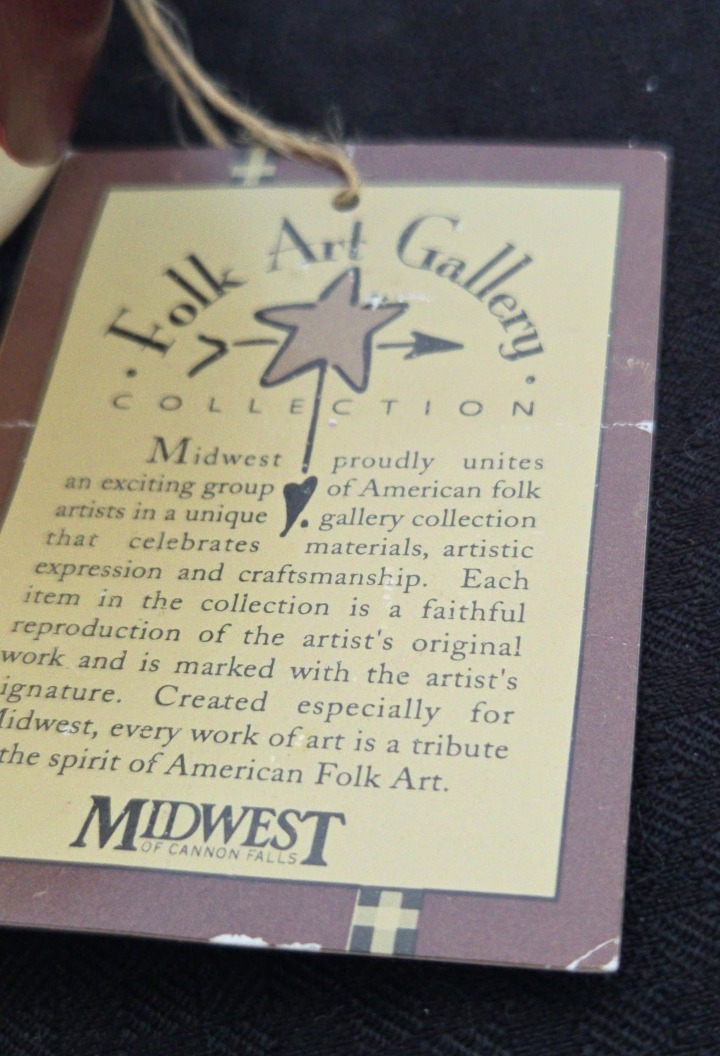 · Folk Art Gallery ·
COLLECTION
Midwest proudly unites
an exciting group of American folk
artists in a unique gallery collection
that celebrates materials, artistic
expression and craftsmanship. Each
item in the collection is a faithful
reproduction of the artist's original
work and is marked with the artist's
ignature. Created especially for
idwest, every work of art is a tribute
the spirit of American Folk Art.
MIDWEST
OF CANNON FALLS